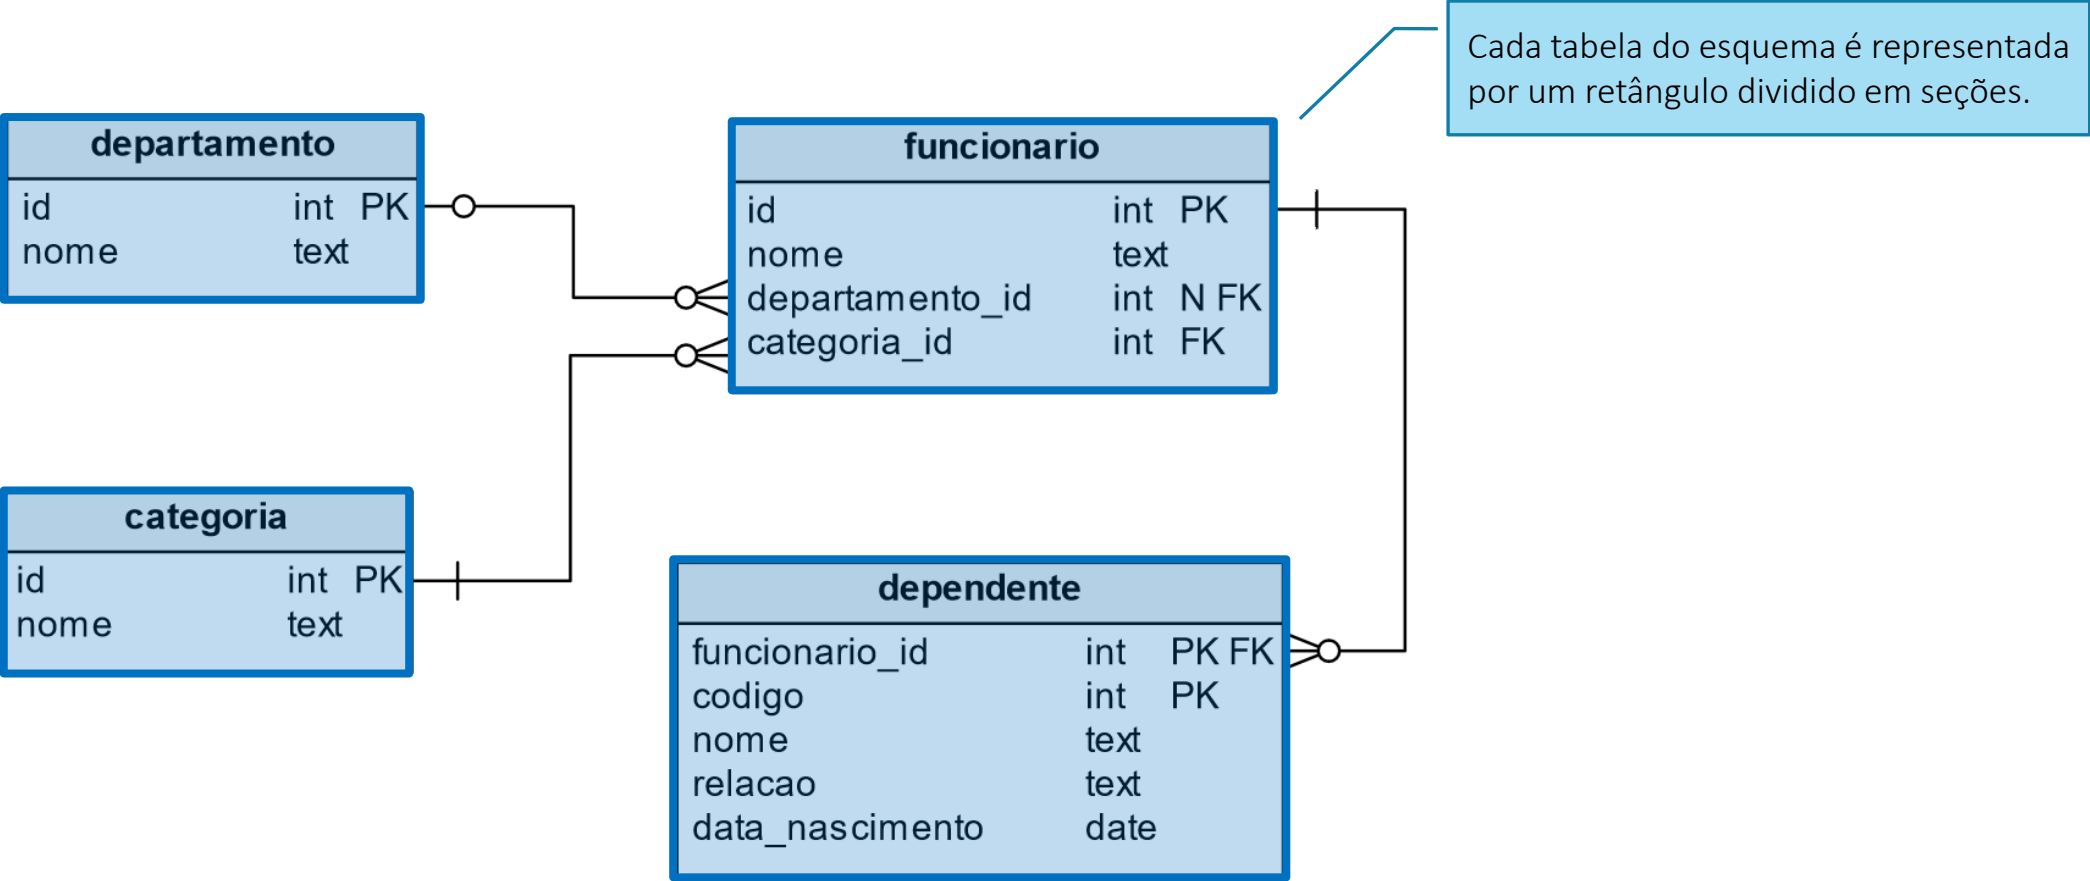 Cada tabela do esquema é representada
por um retângulo dividido em seções.
departamento
id int PK
nome text
funcionario
id int PK
nome text
departamento_id int N FK
categoria_id int FK
categoria
id int PK
nome text
dependente
funcionario_id int PK FK
codigo int PK
nome text
relacao text
data_nascimento date